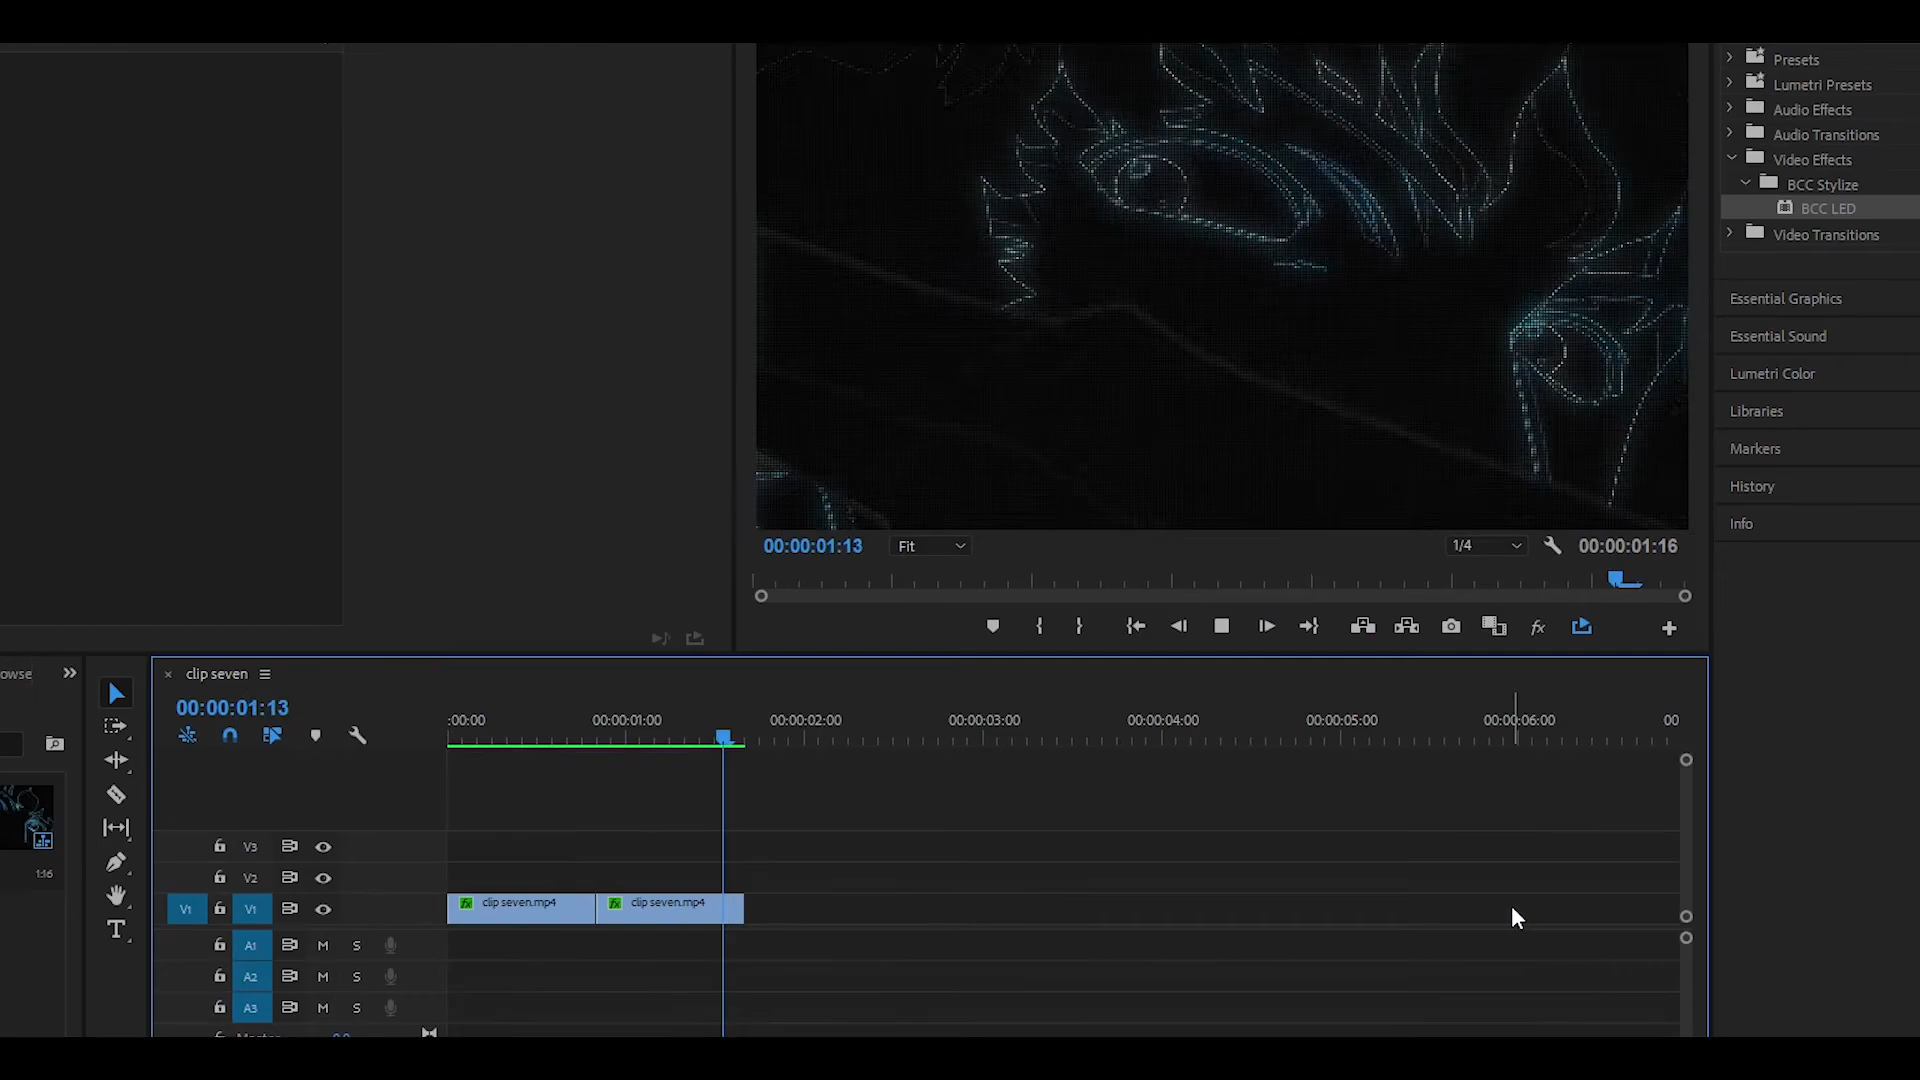 Presets
Lumetri Presets
Audio Effects
Audio Transitions
Video Effects
BCC Stylize
BCC LED
Video Transitions
Essential Graphics
Essential Sound
Lumetri Color
Libraries
Markers
History
Info
00:00:01:13
Fit
1/4
00:00:01:16
fx
owse
× clip seven
00:00:01:13
:00:00
00:00:01:00
00:00:02:00
00:00:03:00
00:00:04:00
00:00:05:00
00:00:06:00
00
1:16
V3
V2
V1 V1
fx clip seven.mp4
fx clip seven.mp4
A1 M S
A2 M S
A3 M S
T